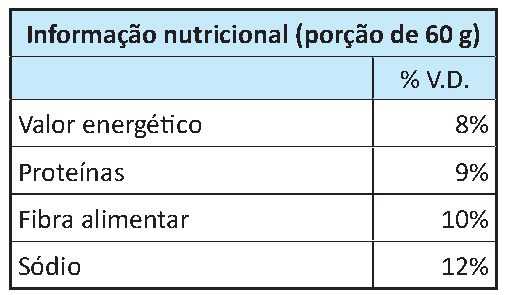 Informação nutricional (porção de 60 g)
% V.D.
Valor energético 8%
Proteínas 9%
Fibra alimentar 10%
Sódio 12%